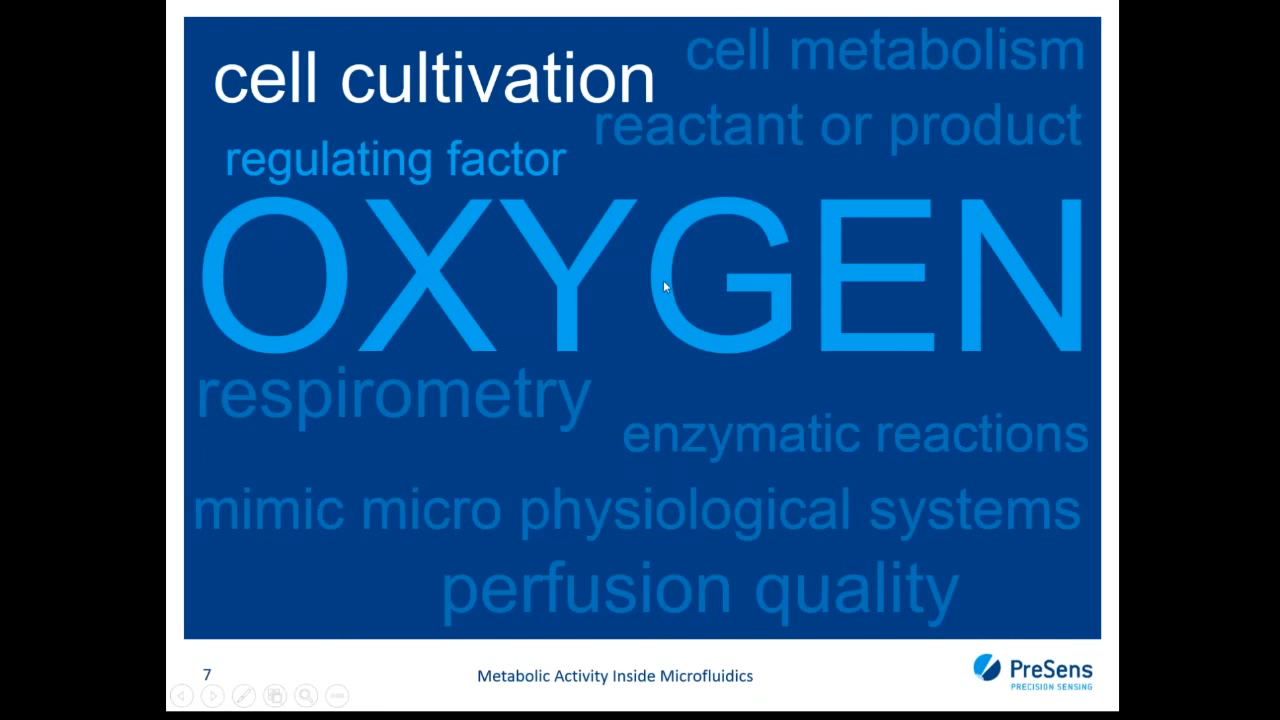 cell cultivation
cell metabolism
reactant or product
regulating factor
OXYGEN
respirometry
enzymatic reactions
mimic micro physiological systems
perfusion quality
7
Metabolic Activity Inside Microfluidics
PreSens
PRECISION SENSING